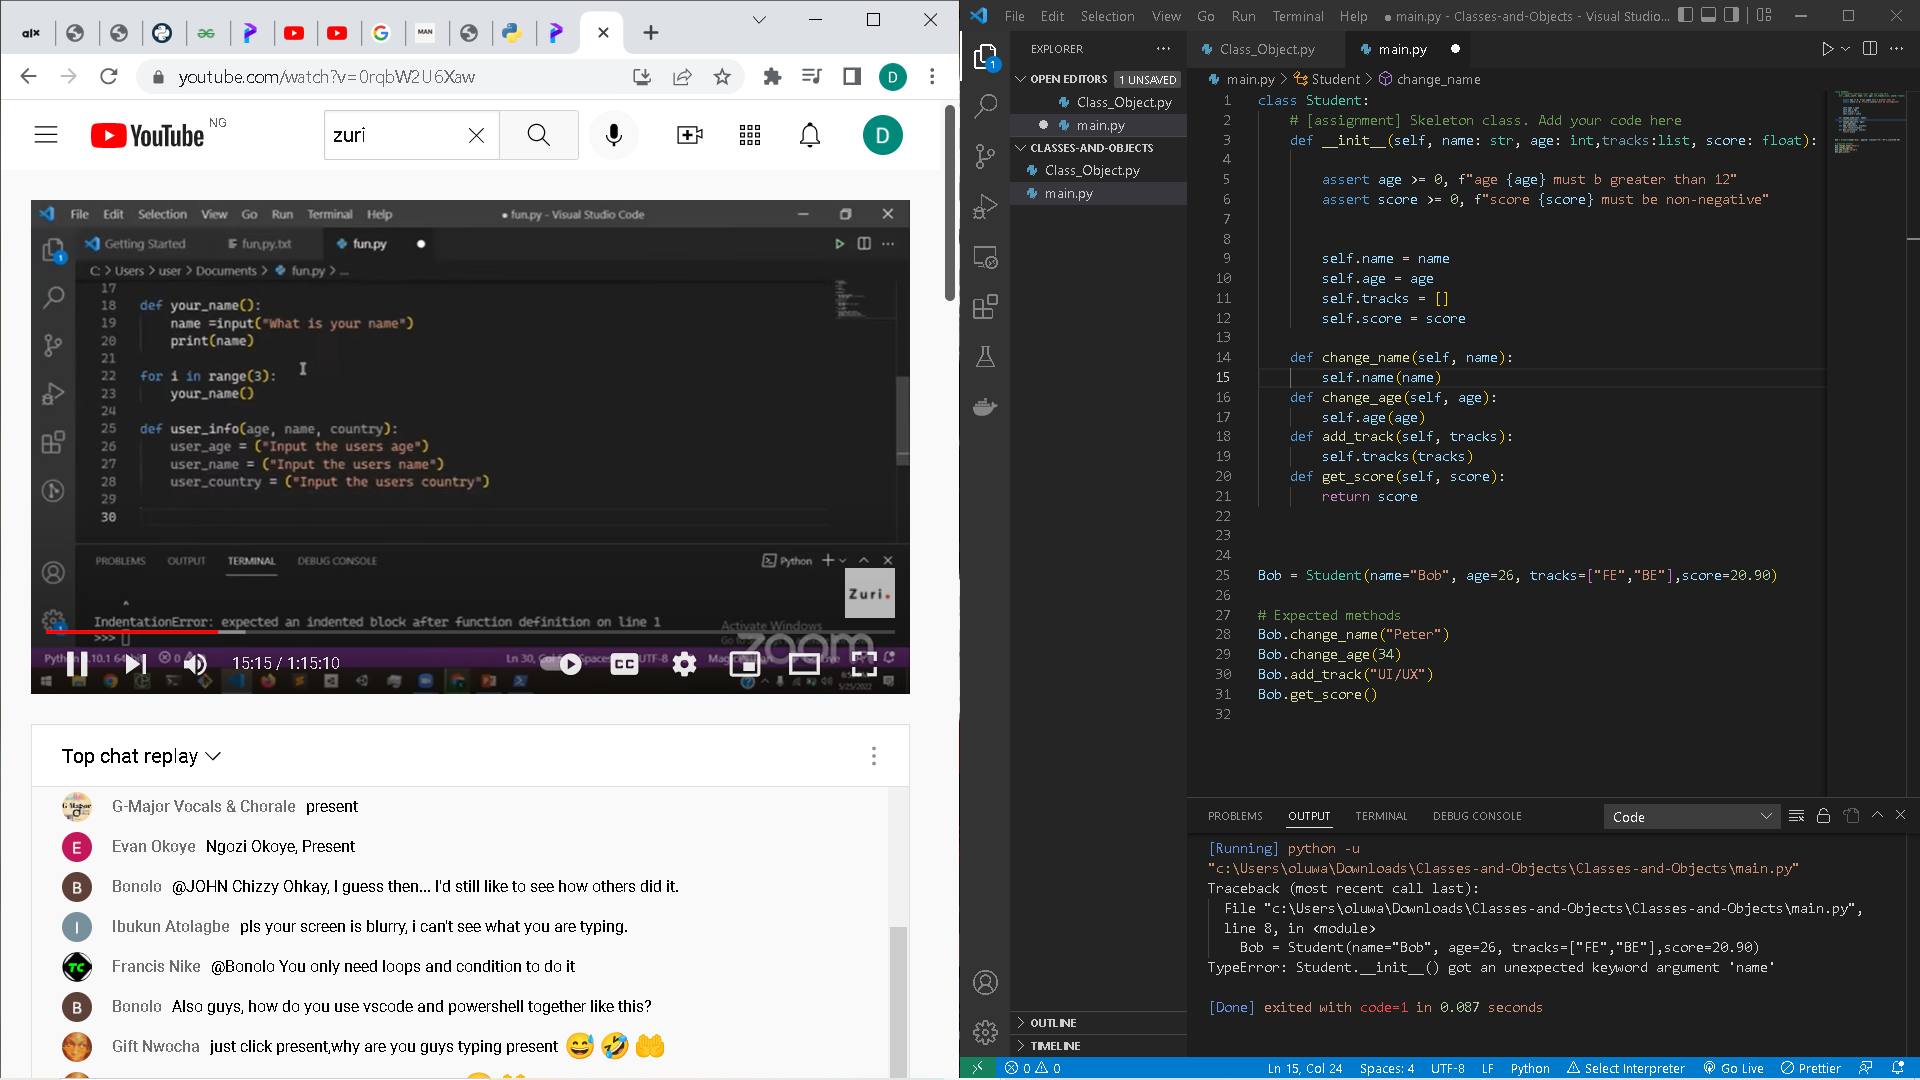 alx
MAN
youtube.com/watch?v=0rqbW2U6Xaw
D
YouTube NG
zuri
D
File Edit Selection View Go Run Terminal Help
● fun.py - Visual Studio Code
Getting Started
fun,py.txt
fun.py
C: > Users > user > Documents > fun.py > ...
17
18 def your_name():
19 name =input("What is your name")
20 print(name)
21
22 for i in range(3):
23 your_name()
24
25 def user_info(age, name, country):
26 user_age = ("Input the users age")
27 user_name = ("Input the users name")
28 user_country = ("Input the users country")
29
30
PROBLEMS OUTPUT TERMINAL DEBUG CONSOLE
Python
Zuri.
^
IndentationError: expected an indented block after function definition on line 1
>>>
Activate Windows
zoom
15:15 / 1:15:10
CC
5/25/2022
Top chat replay
G-Major Vocals & Chorale present
E Evan Okoye Ngozi Okoye, Present
B Bonolo @JOHN Chizzy Ohkay, I guess then... I'd still like to see how others did it.
I Ibukun Atolagbe pls your screen is blurry, i can't see what you are typing.
TC Francis Nike @Bonolo You only need loops and condition to do it
B Bonolo Also guys, how do you use vscode and powershell together like this?
Gift Nwocha just click present,why are you guys typing present 😅 🤣 🤲
File Edit Selection View Go Run Terminal Help
● main.py - Classes-and-Objects - Visual Studio...
1
EXPLORER
OPEN EDITORS 1 UNSAVED
Class_Object.py
main.py
CLASSES-AND-OBJECTS
Class_Object.py
main.py
OUTLINE
TIMELINE
Class_Object.py
main.py
main.py > Student > change_name
1 class Student:
2 # [assignment] Skeleton class. Add your code here
3 def __init__(self, name: str, age: int,tracks:list, score: float):
4
5 assert age >= 0, f"age {age} must b greater than 12"
6 assert score >= 0, f"score {score} must be non-negative"
7
8
9 self.name = name
10 self.age = age
11 self.tracks = []
12 self.score = score
13
14 def change_name(self, name):
15 self.name(name)
16 def change_age(self, age):
17 self.age(age)
18 def add_track(self, tracks):
19 self.tracks(tracks)
20 def get_score(self, score):
21 return score
22
23
24
25 Bob = Student(name="Bob", age=26, tracks=["FE","BE"],score=20.90)
26
27 # Expected methods
28 Bob.change_name("Peter")
29 Bob.change_age(34)
30 Bob.add_track("UI/UX")
31 Bob.get_score()
32
PROBLEMS OUTPUT TERMINAL DEBUG CONSOLE
Code
[Running] python -u
"c:\Users\oluwa\Downloads\Classes-and-Objects\Classes-and-Objects\main.py"
Traceback (most recent call last):
File "c:\Users\oluwa\Downloads\Classes-and-Objects\Classes-and-Objects\main.py",
line 8, in <module>
Bob = Student(name="Bob", age=26, tracks=["FE","BE"],score=20.90)
TypeError: Student.__init__() got an unexpected keyword argument 'name'
[Done] exited with code=1 in 0.087 seconds
0 0
Ln 15, Col 24 Spaces: 4 UTF-8 LF Python Select Interpreter Go Live Prettier